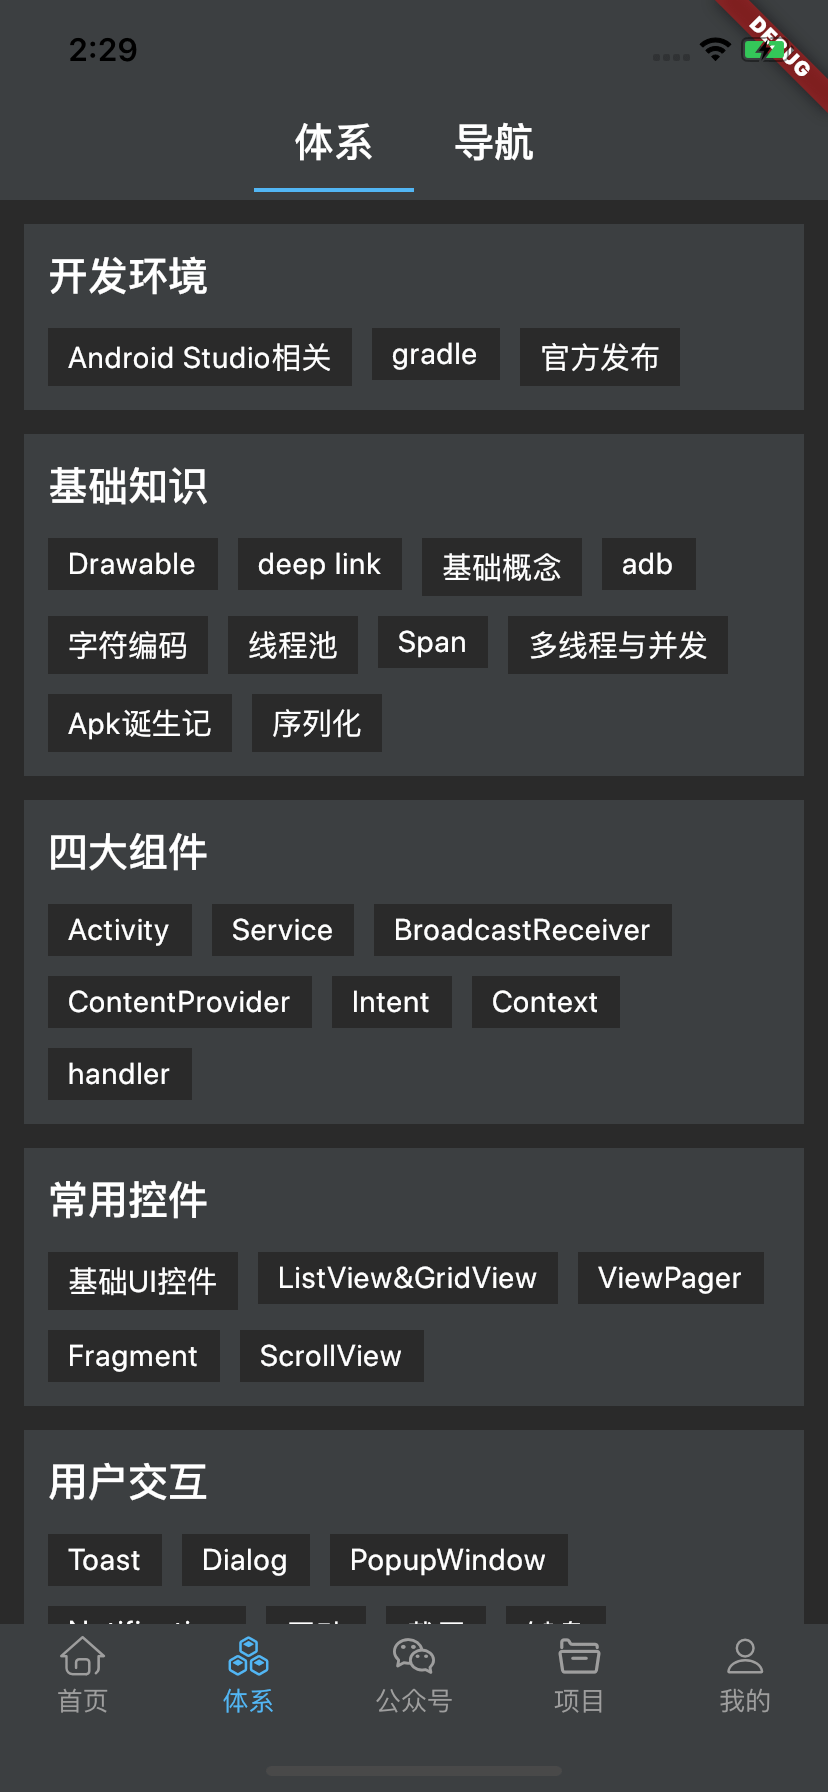 2:29
DEBUG
体系 导航
开发环境
Android Studio相关 gradle 官方发布
基础知识
Drawable deep link 基础概念 adb
字符编码 线程池 Span 多线程与并发
Apk诞生记 序列化
四大组件
Activity Service BroadcastReceiver
ContentProvider Intent Context
handler
常用控件
基础UI控件 ListView&GridView ViewPager
Fragment ScrollView
用户交互
Toast Dialog PopupWindow
首页 体系 公众号 项目 我的